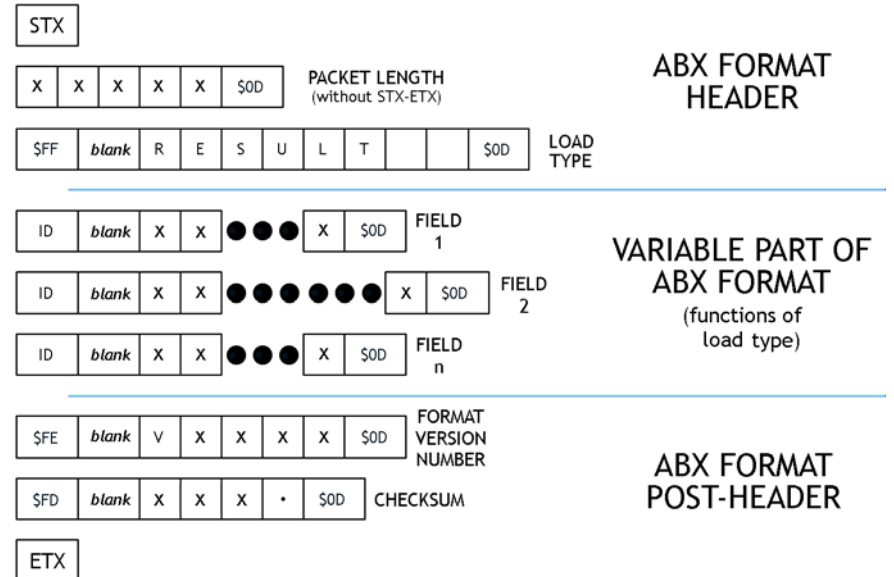 STX
X X X X X $0D PACKET LENGTH
(without STX-ETX)
ABX FORMAT
HEADER
$FF blank R E S U L T $0D LOAD
TYPE
ID blank X X X $0D FIELD
1
ID blank X X X $0D FIELD
2
ID blank X X X $0D FIELD
n
VARIABLE PART OF
ABX FORMAT
(functions of
load type)
$FE blank V X X X X $0D FORMAT
VERSION
NUMBER
$FD blank X X X • $0D CHECKSUM
ABX FORMAT
POST-HEADER
ETX